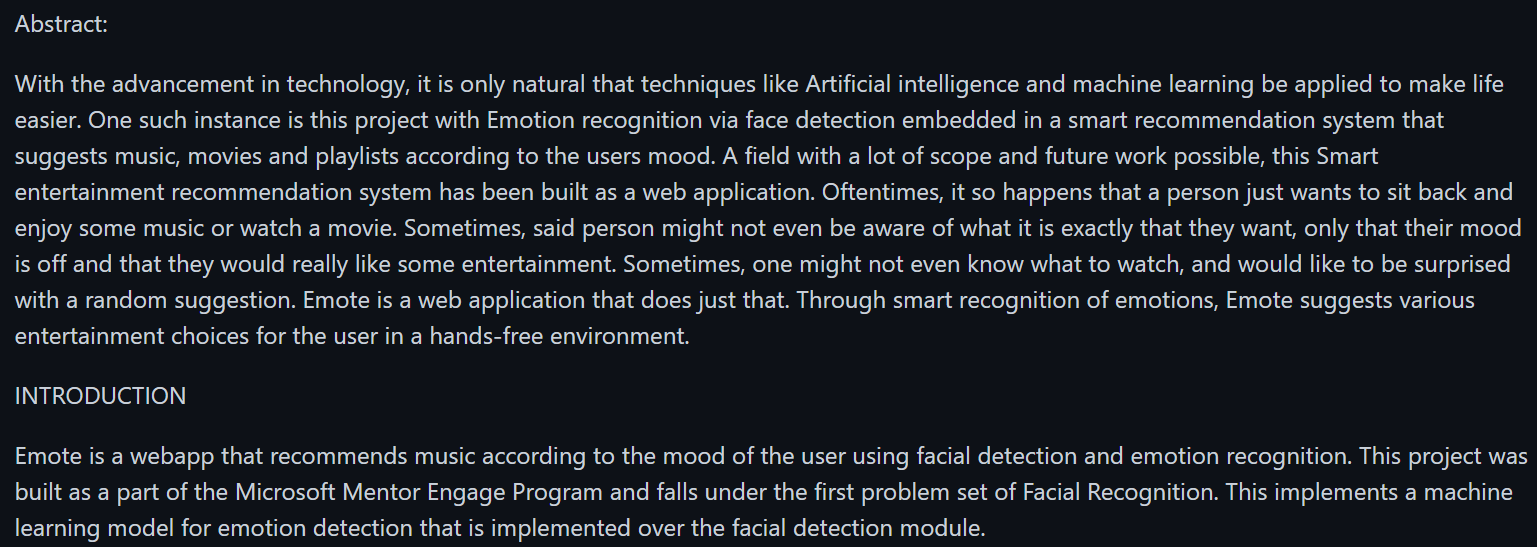 Abstract:
With the advancement in technology, it is only natural that techniques like Artificial intelligence and machine learning be applied to make life
easier. One such instance is this project with Emotion recognition via face detection embedded in a smart recommendation system that
suggests music, movies and playlists according to the users mood. A field with a lot of scope and future work possible, this Smart
entertainment recommendation system has been built as a web application. Oftentimes, it so happens that a person just wants to sit back and
enjoy some music or watch a movie. Sometimes, said person might not even be aware of what it is exactly that they want, only that their mood
is off and that they would really like some entertainment. Sometimes, one might not even know what to watch, and would like to be surprised
with a random suggestion. Emote is a web application that does just that. Through smart recognition of emotions, Emote suggests various
entertainment choices for the user in a hands-free environment.
INTRODUCTION
Emote is a webapp that recommends music according to the mood of the user using facial detection and emotion recognition. This project was
built as a part of the Microsoft Mentor Engage Program and falls under the first problem set of Facial Recognition. This implements a machine
learning model for emotion detection that is implemented over the facial detection module.